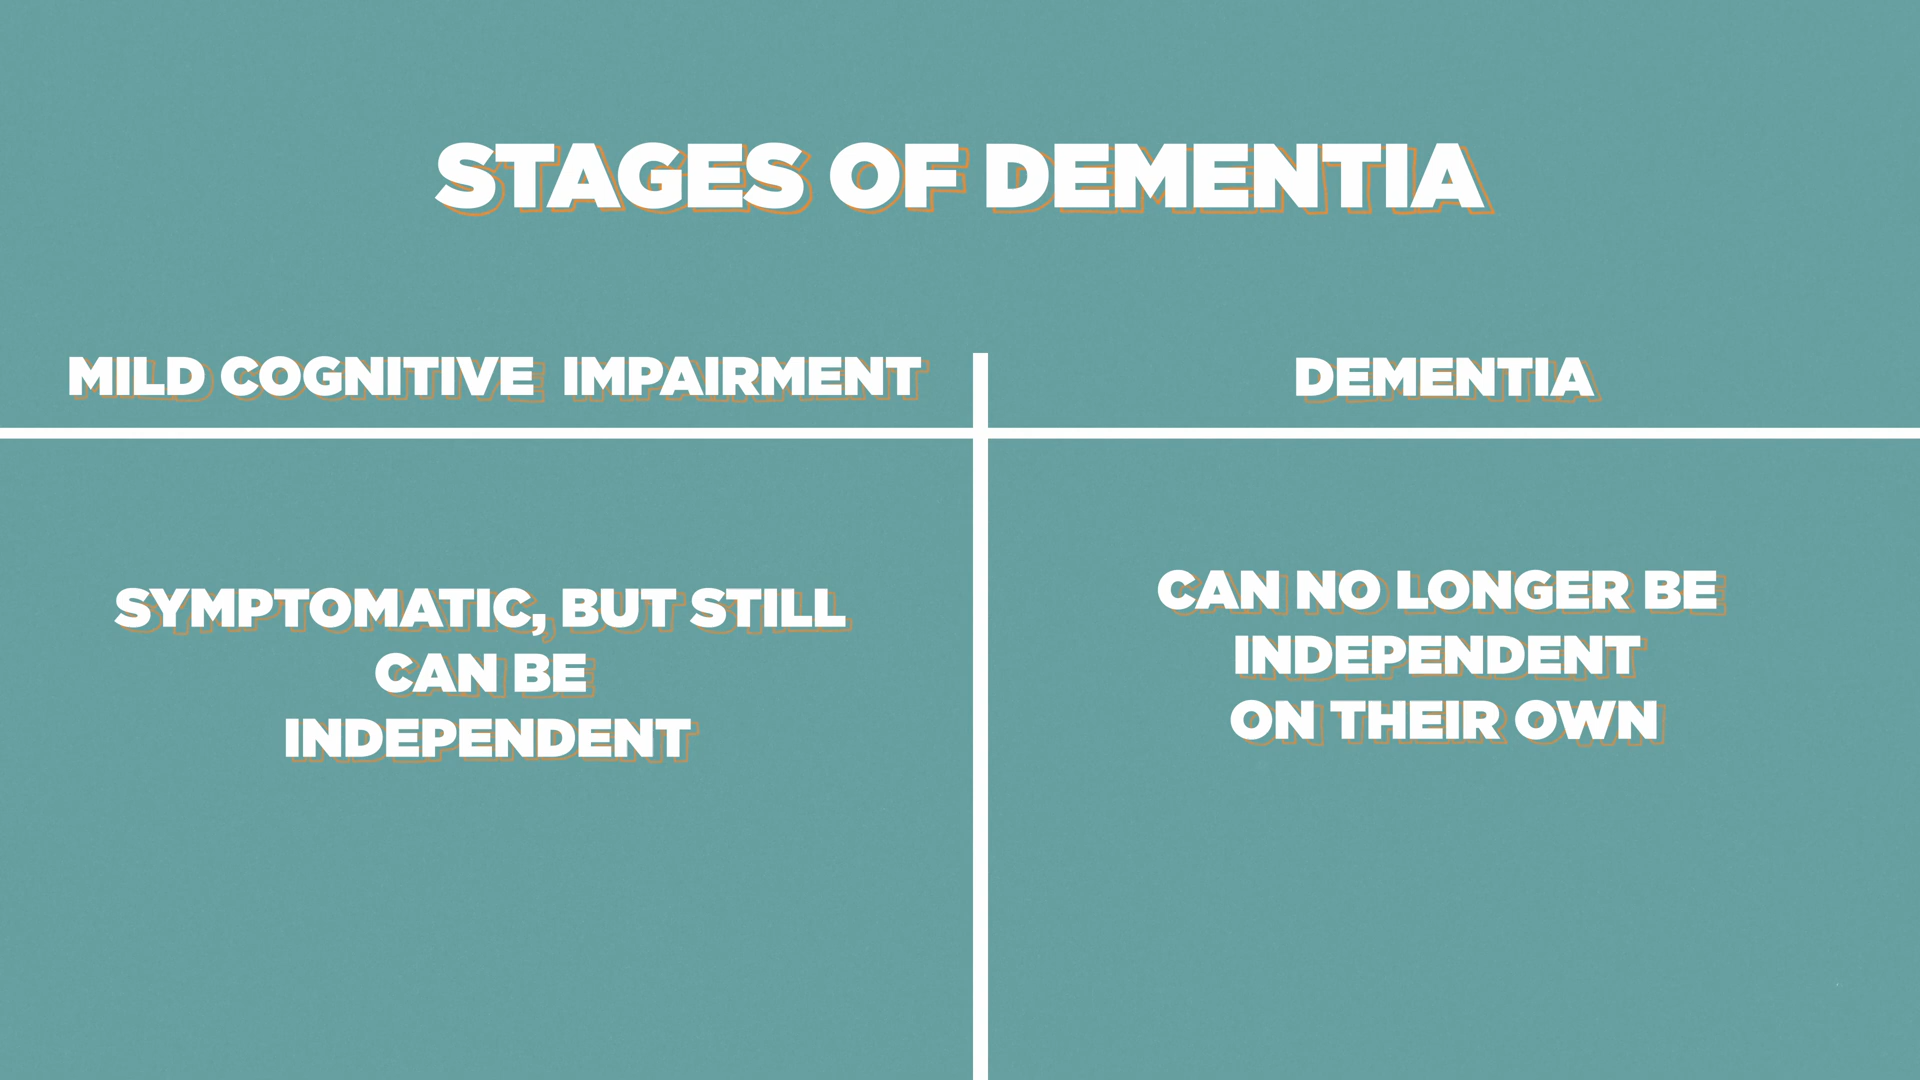 STAGES OF DEMENTIA
MILD COGNITIVE IMPAIRMENT
DEMENTIA
SYMPTOMATIC, BUT STILL
CAN BE
INDEPENDENT
CAN NO LONGER BE
INDEPENDENT
ON THEIR OWN